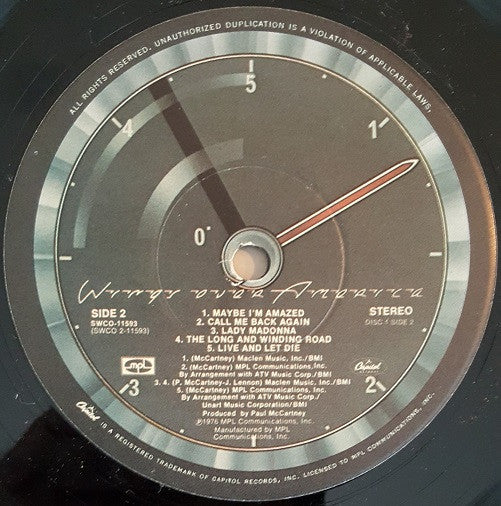 ALL RIGHTS RESERVED. UNAUTHORIZED DUPLICATION IS A VIOLATION OF APPLICABLE LAWS,
5
4
1
0
Wings over America
SIDE 2
SWCO-11593
(SWCO 2-11593)
STEREO
DISC 1 SIDE 2
1. MAYBE I'M AMAZED
2. CALL ME BACK AGAIN
3. LADY MADONNA
4. THE LONG AND WINDING ROAD
5. LIVE AND LET DIE
1. (McCartney) Maclen Music, Inc./BMI
2. (McCartney) MPL Communications, Inc.
By Arrangement with ATV Music Corp./BMI
3. 4. (P. McCartney-J. Lennon) Maclen Music, Inc./BMI
5. (McCartney) MPL Communications, Inc.
By Arrangement with ATV Music Corp./
Unart Music Corporation/BMI
Produced by Paul McCartney
℗1976 MPL Communications, Inc.
Manufactured by MPL
Communications, Inc.
MPL
Capitol
RECORDS
3
2
Capitol IS A REGISTERED TRADEMARK OF CAPITOL RECORDS, INC. LICENSED TO MPL COMMUNICATIONS, INC.